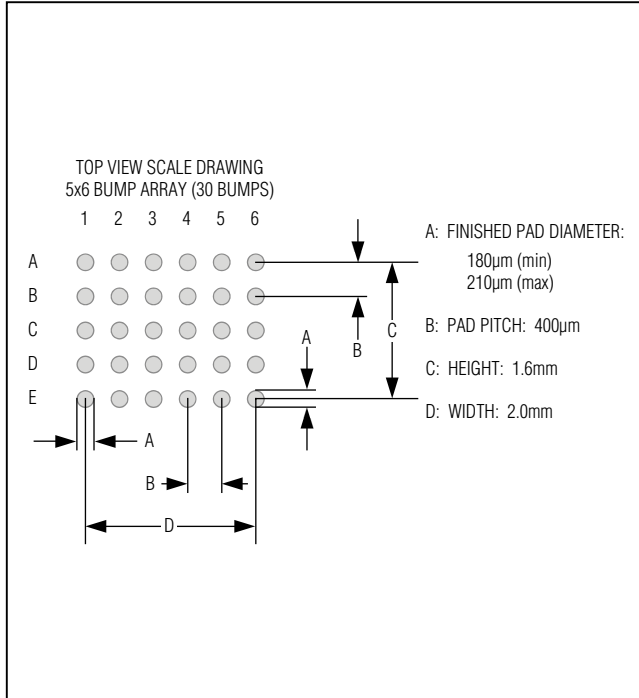 TOP VIEW SCALE DRAWING
5x6 BUMP ARRAY (30 BUMPS)
1 2 3 4 5 6
A
B
C
D
E
A
B
C
A
B
D
A: FINISHED PAD DIAMETER:
180µm (min)
210µm (max)
B: PAD PITCH: 400µm
C: HEIGHT: 1.6mm
D: WIDTH: 2.0mm